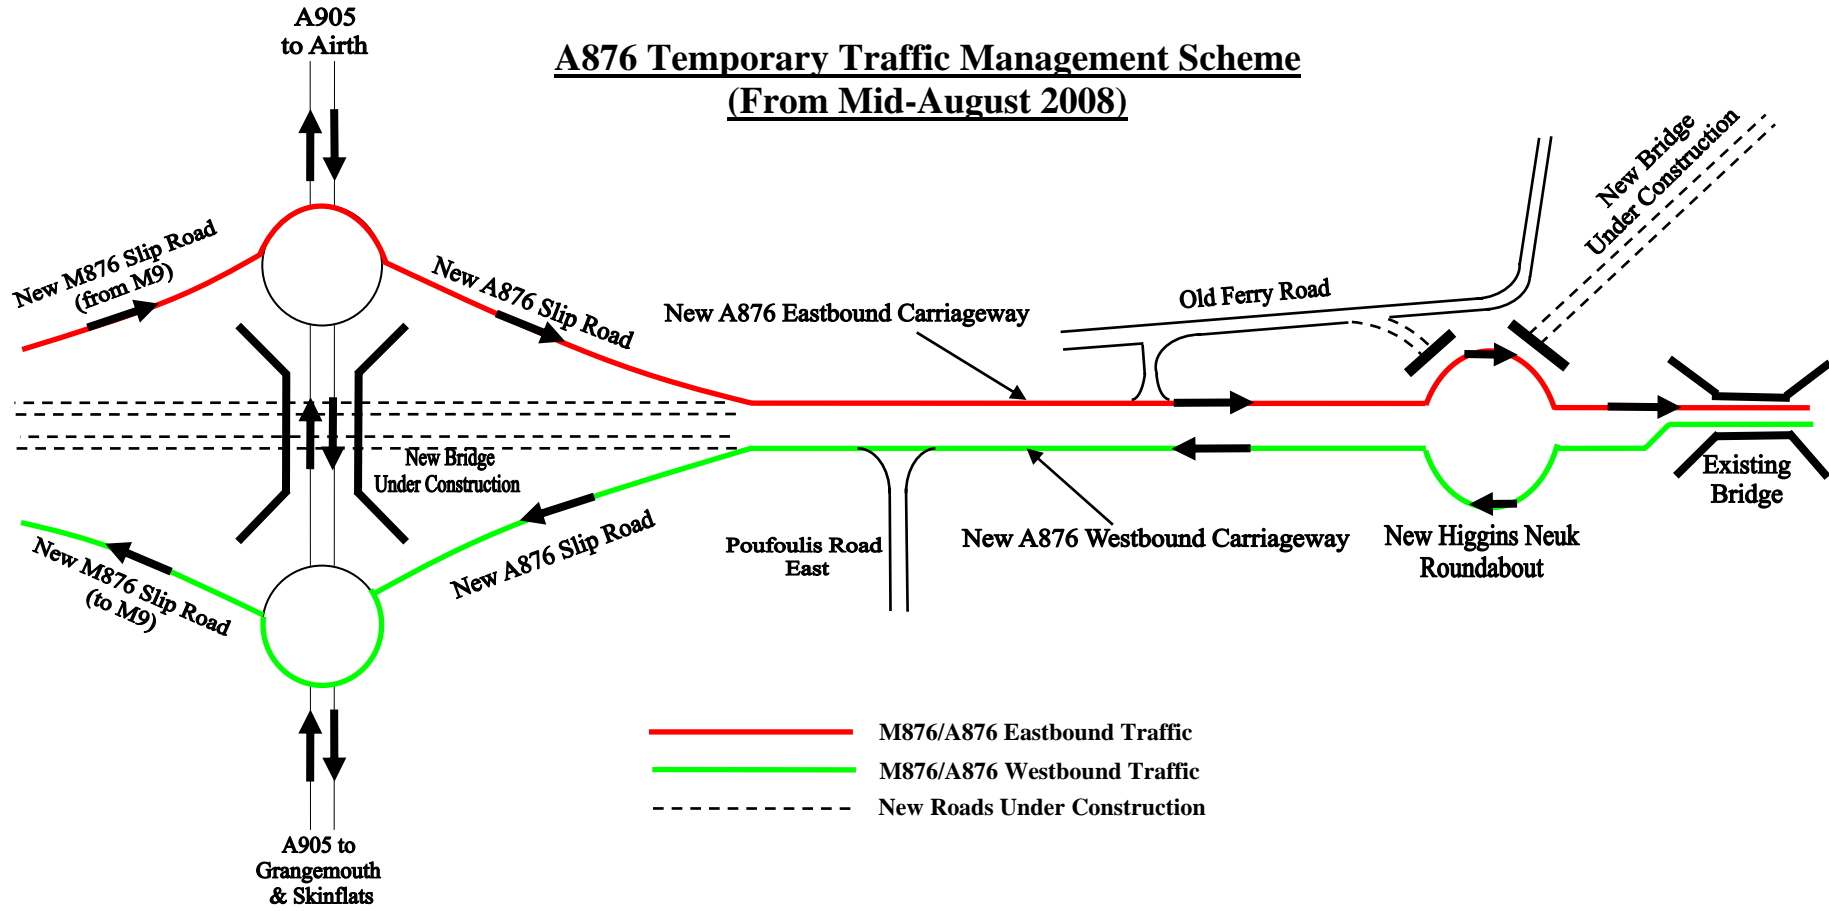 A905
to Airth
A876 Temporary Traffic Management Scheme
(From Mid-August 2008)
New M876 Slip Road
(from M9)
New A876 Slip Road
New A876 Eastbound Carriageway
Old Ferry Road
New Bridge
Under Construction
New Bridge
Under Construction
Existing
Bridge
New M876 Slip Road
(to M9)
New A876 Slip Road
Poufoulis Road
East
New A876 Westbound Carriageway
New Higgins Neuk
Roundabout
M876/A876 Eastbound Traffic
M876/A876 Westbound Traffic
New Roads Under Construction
A905 to
Grangemouth
& Skinflats